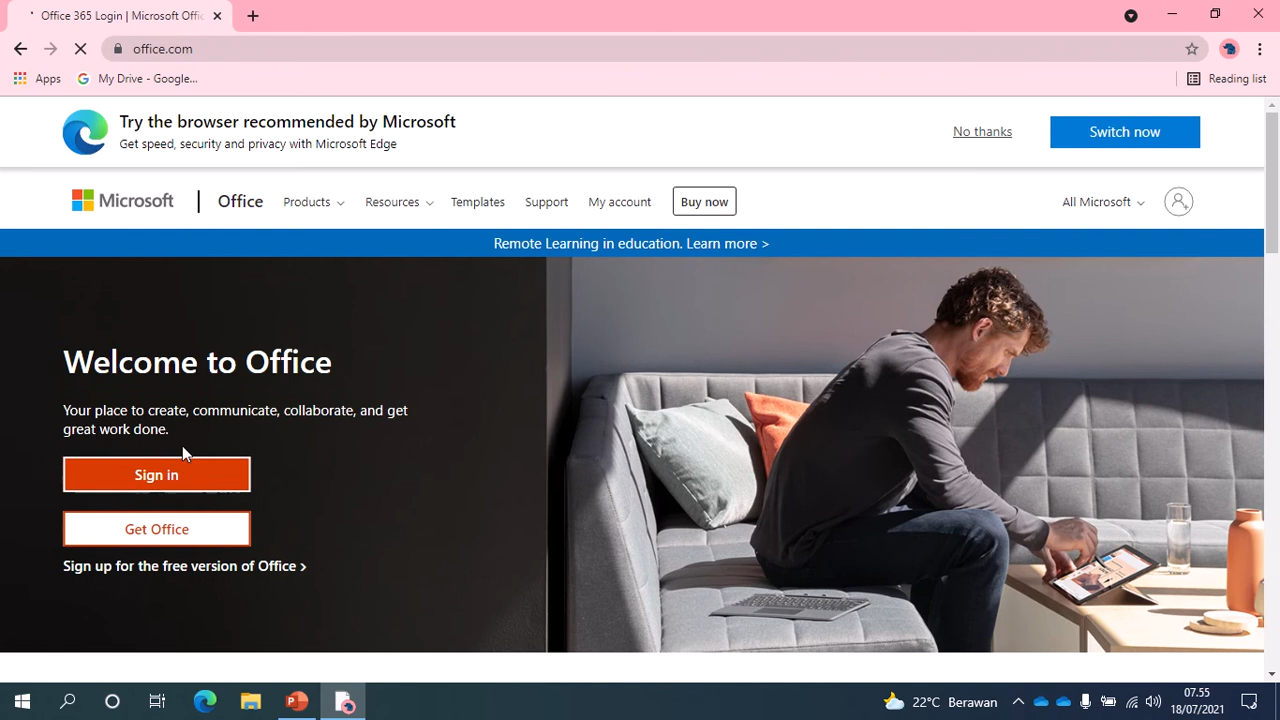 Office 365 Login | Microsoft Offic
office.com
Apps
My Drive - Google...
Reading list
Try the browser recommended by Microsoft
Get speed, security and privacy with Microsoft Edge
No thanks
Switch now
Microsoft
Office
Products
Resources
Templates
Support
My account
Buy now
All Microsoft
Remote Learning in education. Learn more >
Welcome to Office
Your place to create, communicate, collaborate, and get
great work done.
Sign in
Get Office
Sign up for the free version of Office >
22°C Berawan
07.55
18/07/2021